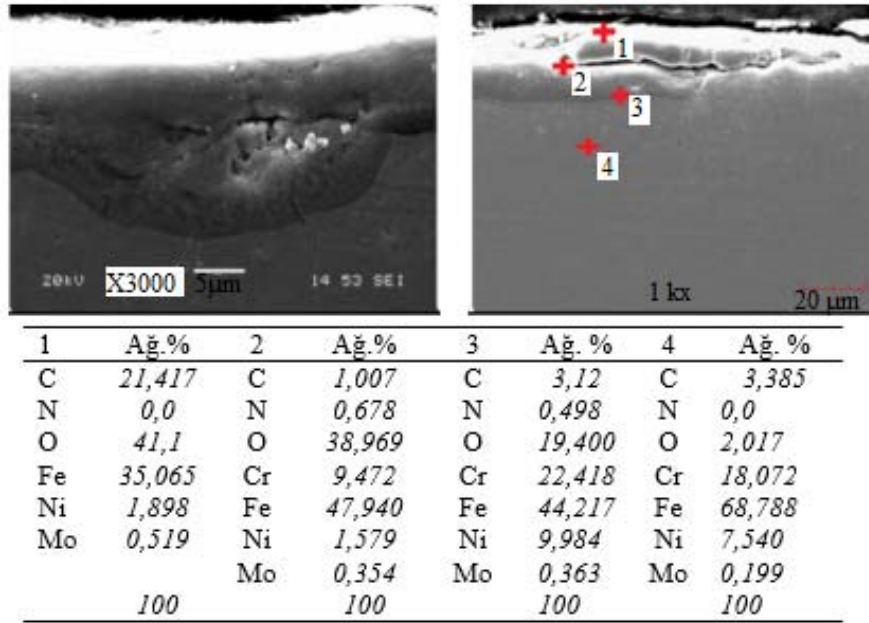 20kV X3000 5µm 14 53 SEI
1
2
3
4
1 kx
20 µm
1 Ağ.% 2 Ağ.% 3 Ağ. % 4 Ağ. %
C 21,417 C 1,007 C 3,12 C 3,385
N 0,0 N 0,678 N 0,498 N 0,0
O 41,1 O 38,969 O 19,400 O 2,017
Fe 35,065 Cr 9,472 Cr 22,418 Cr 18,072
Ni 1,898 Fe 47,940 Fe 44,217 Fe 68,788
Mo 0,519 Ni 1,579 Ni 9,984 Ni 7,540
Mo 0,354 Mo 0,363 Mo 0,199
100 100 100 100